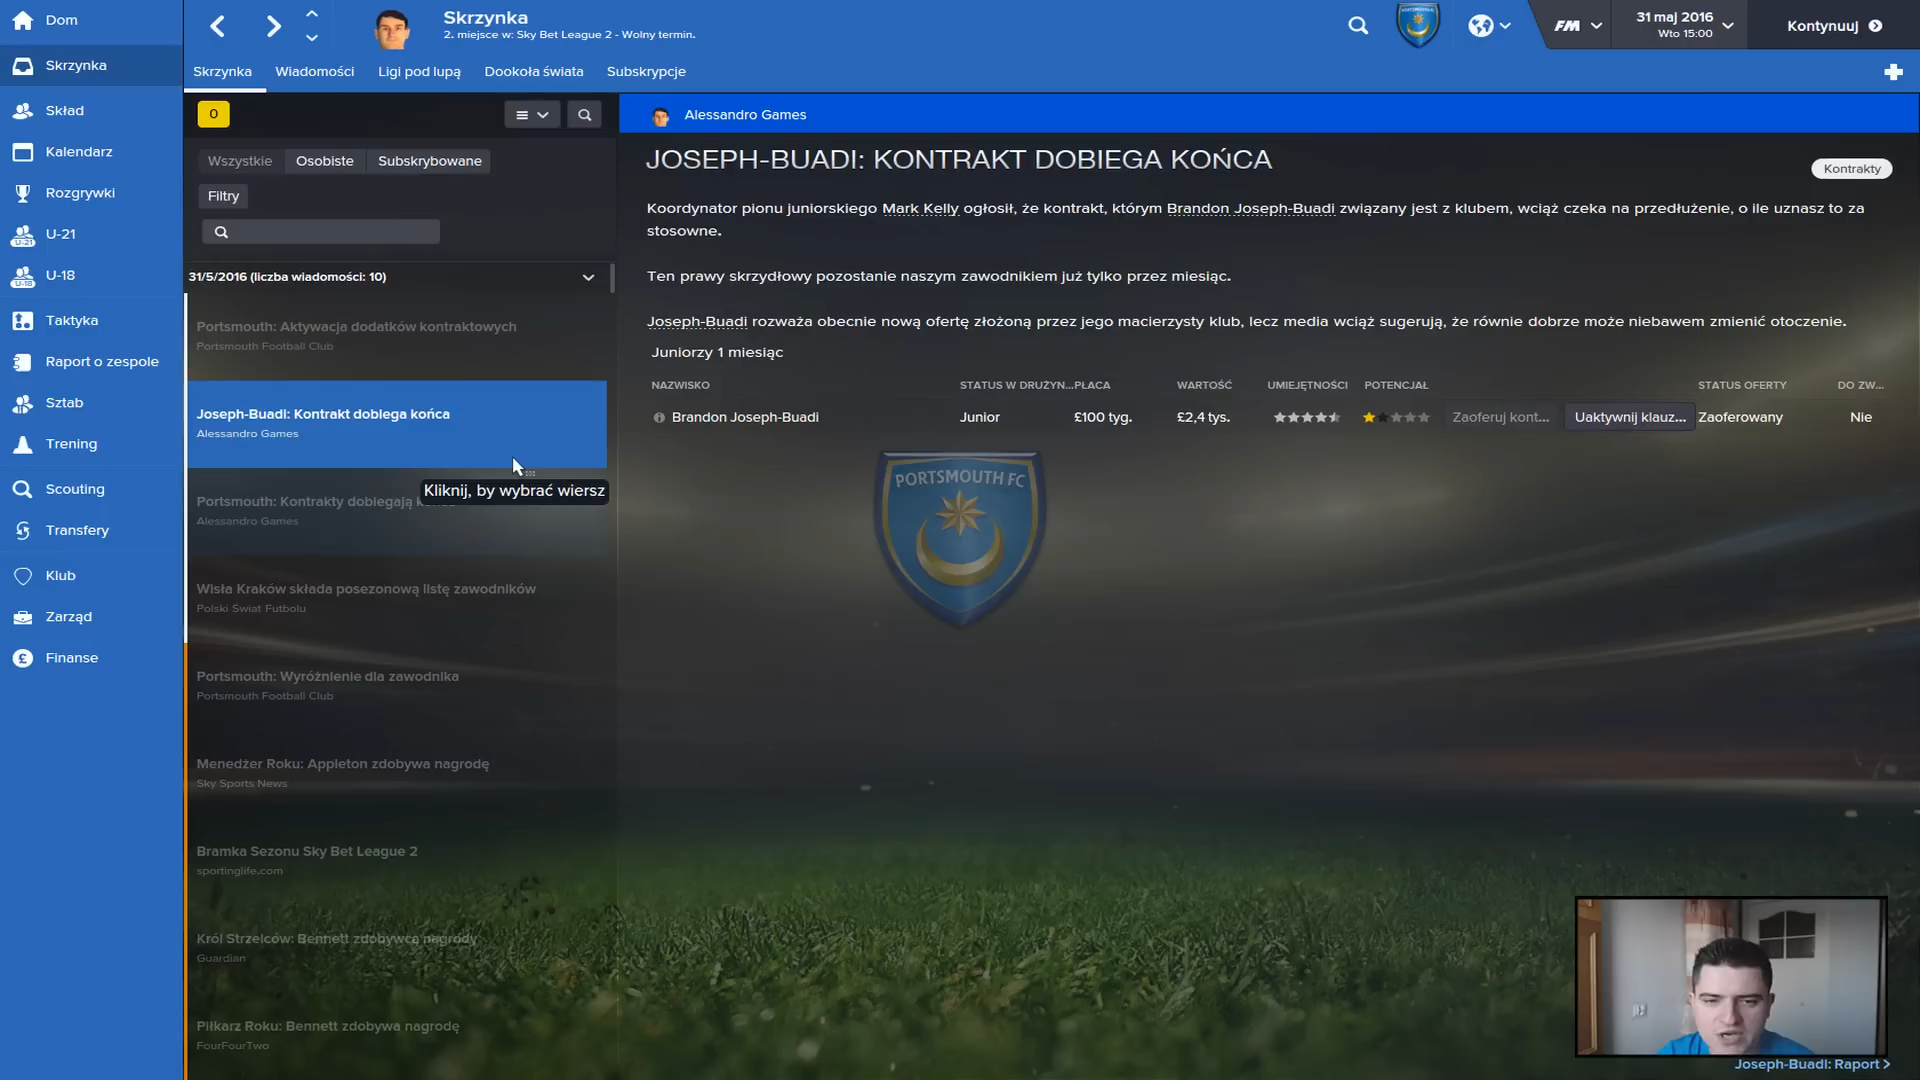 Dom
Skrzynka
Skład
Kalendarz
Rozgrywki
U-21
U-21
U-18
U-18
Taktyka
Raport o zespole
Sztab
Trening
Scouting
Transfery
Klub
Zarząd
Finanse
Skrzynka
2. miejsce w: Sky Bet League 2 - Wolny termin.
FM
31 maj 2016
Wto 15:00
Kontynuuj
Skrzynka Wiadomości Ligi pod lupą Dookoła świata Subskrypcje
0
Wszystkie Osobiste Subskrybowane
Filtry
31/5/2016 (liczba wiadomości: 10)
Portsmouth: Aktywacja dodatków kontraktowych
Portsmouth Football Club
Joseph-Buadi: Kontrakt dobiega końca
Alessandro Games
Kliknij, by wybrać wiersz
Portsmouth: Kontrakty dobiegają
Alessandro Games
Wisła Kraków składa posezonową listę zawodników
Polski Świat Futbolu
Portsmouth: Wyróżnienie dla zawodnika
Portsmouth Football Club
Menedżer Roku: Appleton zdobywa nagrodę
Sky Sports News
Bramka Sezonu Sky Bet League 2
sportinglife.com
Król Strzelców: Bennett zdobywcą nagrody
Guardian
Piłkarz Roku: Bennett zdobywa nagrodę
FourFourTwo
Alessandro Games
JOSEPH-BUADI: KONTRAKT DOBIEGA KOŃCA
Kontrakty
Koordynator pionu juniorskiego Mark Kelly ogłosił, że kontrakt, którym Brandon Joseph-Buadi związany jest z klubem, wciąż czeka na przedłużenie, o ile uznasz to za
stosowne.
Ten prawy skrzydłowy pozostanie naszym zawodnikiem już tylko przez miesiąc.
Joseph-Buadi rozważa obecnie nową ofertę złożoną przez jego macierzysty klub, lecz media wciąż sugerują, że równie dobrze może niebawem zmienić otoczenie.
Juniorzy 1 miesiąc
NAZWISKO STATUS W DRUŻYN... PŁACA WARTOŚĆ UMIEJĘTNOŚCI POTENCJAŁ STATUS OFERTY DO ZW...
Brandon Joseph-Buadi Junior £100 tyg. £2,4 tys. Zaoferuj kont... Uaktywnij klauz... Zaoferowany Nie
PORTSMOUTH FC
Joseph-Buadi: Raport >